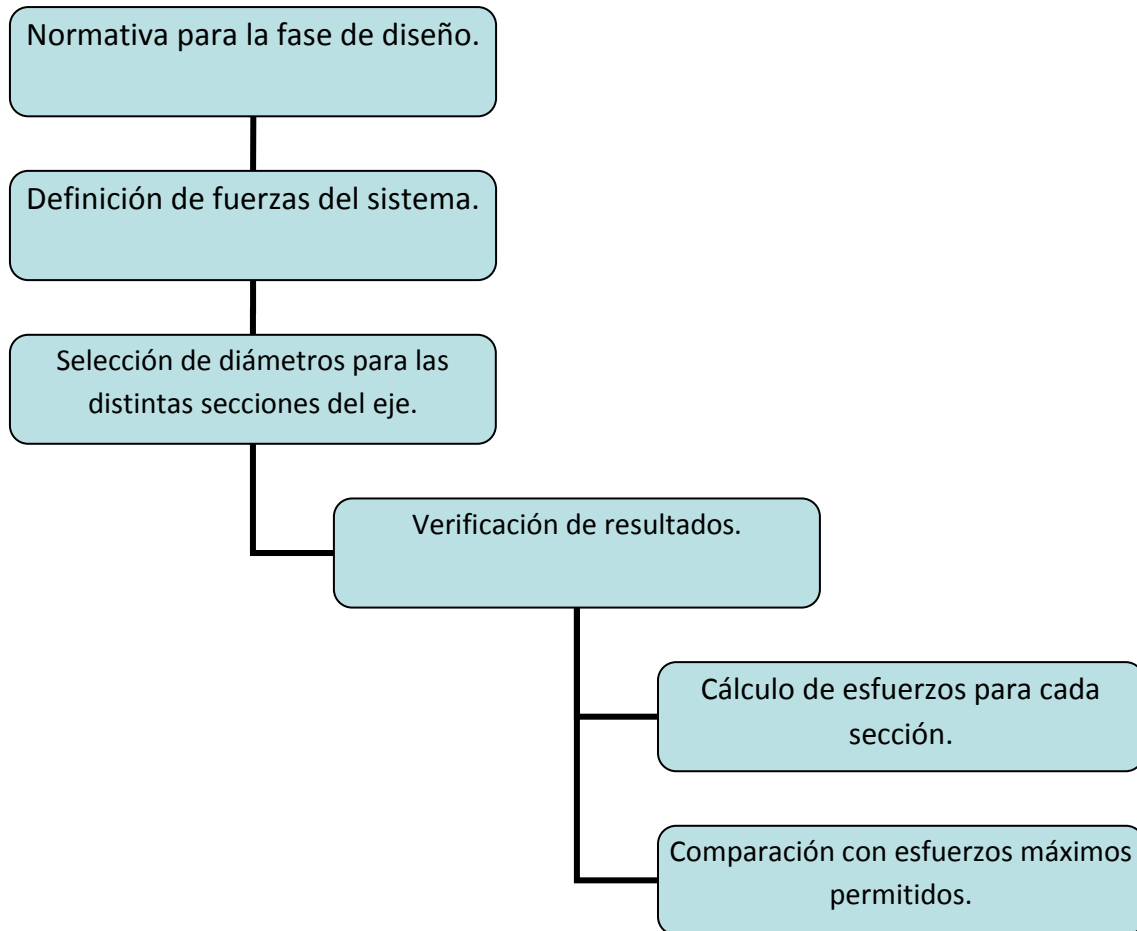 Normativa para la fase de diseño.
Definición de fuerzas del sistema.
Selección de diámetros para las
distintas secciones del eje.
Verificación de resultados.
Cálculo de esfuerzos para cada
sección.
Comparación con esfuerzos máximos
permitidos.